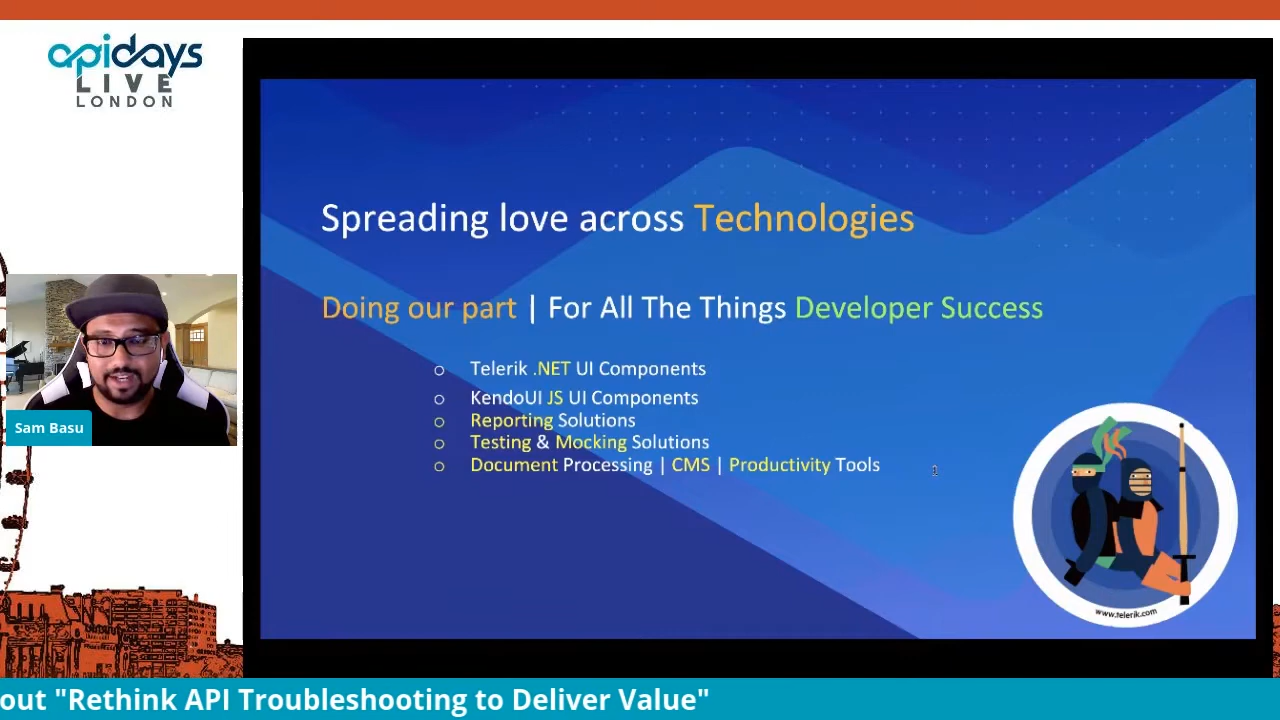 apidays
LIVE
LONDON
Spreading love across Technologies
Doing our part | For All The Things Developer Success
Telerik .NET UI Components
KendoUI JS UI Components
Reporting Solutions
Testing & Mocking Solutions
Document Processing | CMS | Productivity Tools
www.telerik.com
Sam Basu
out "Rethink API Troubleshooting to Deliver Value"